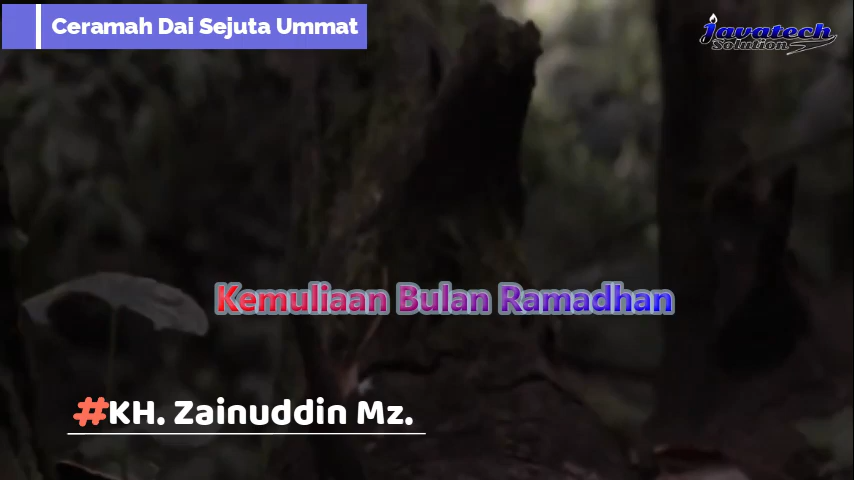 Ceramah Dai Sejuta Ummat
Javatech
Solution
Kemuliaan Bulan Ramadhan
#KH. Zainuddin Mz.